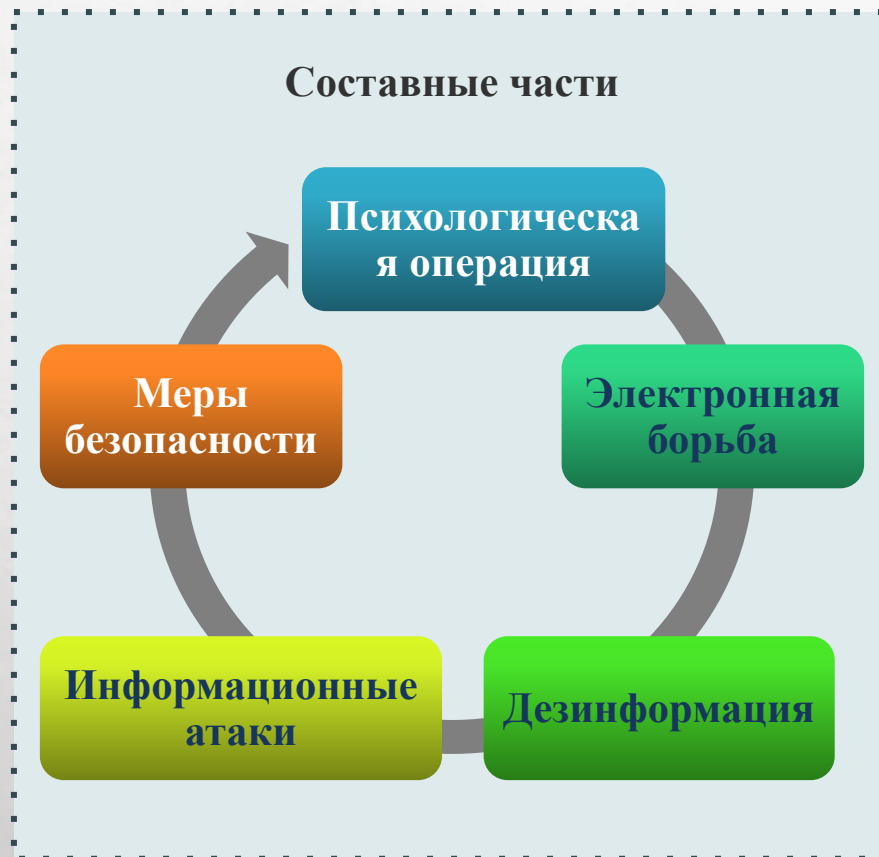 Составные части
Психологическа
я операция
Электронная
борьба
Дезинформация
Информационные
атаки
Меры
безопасности